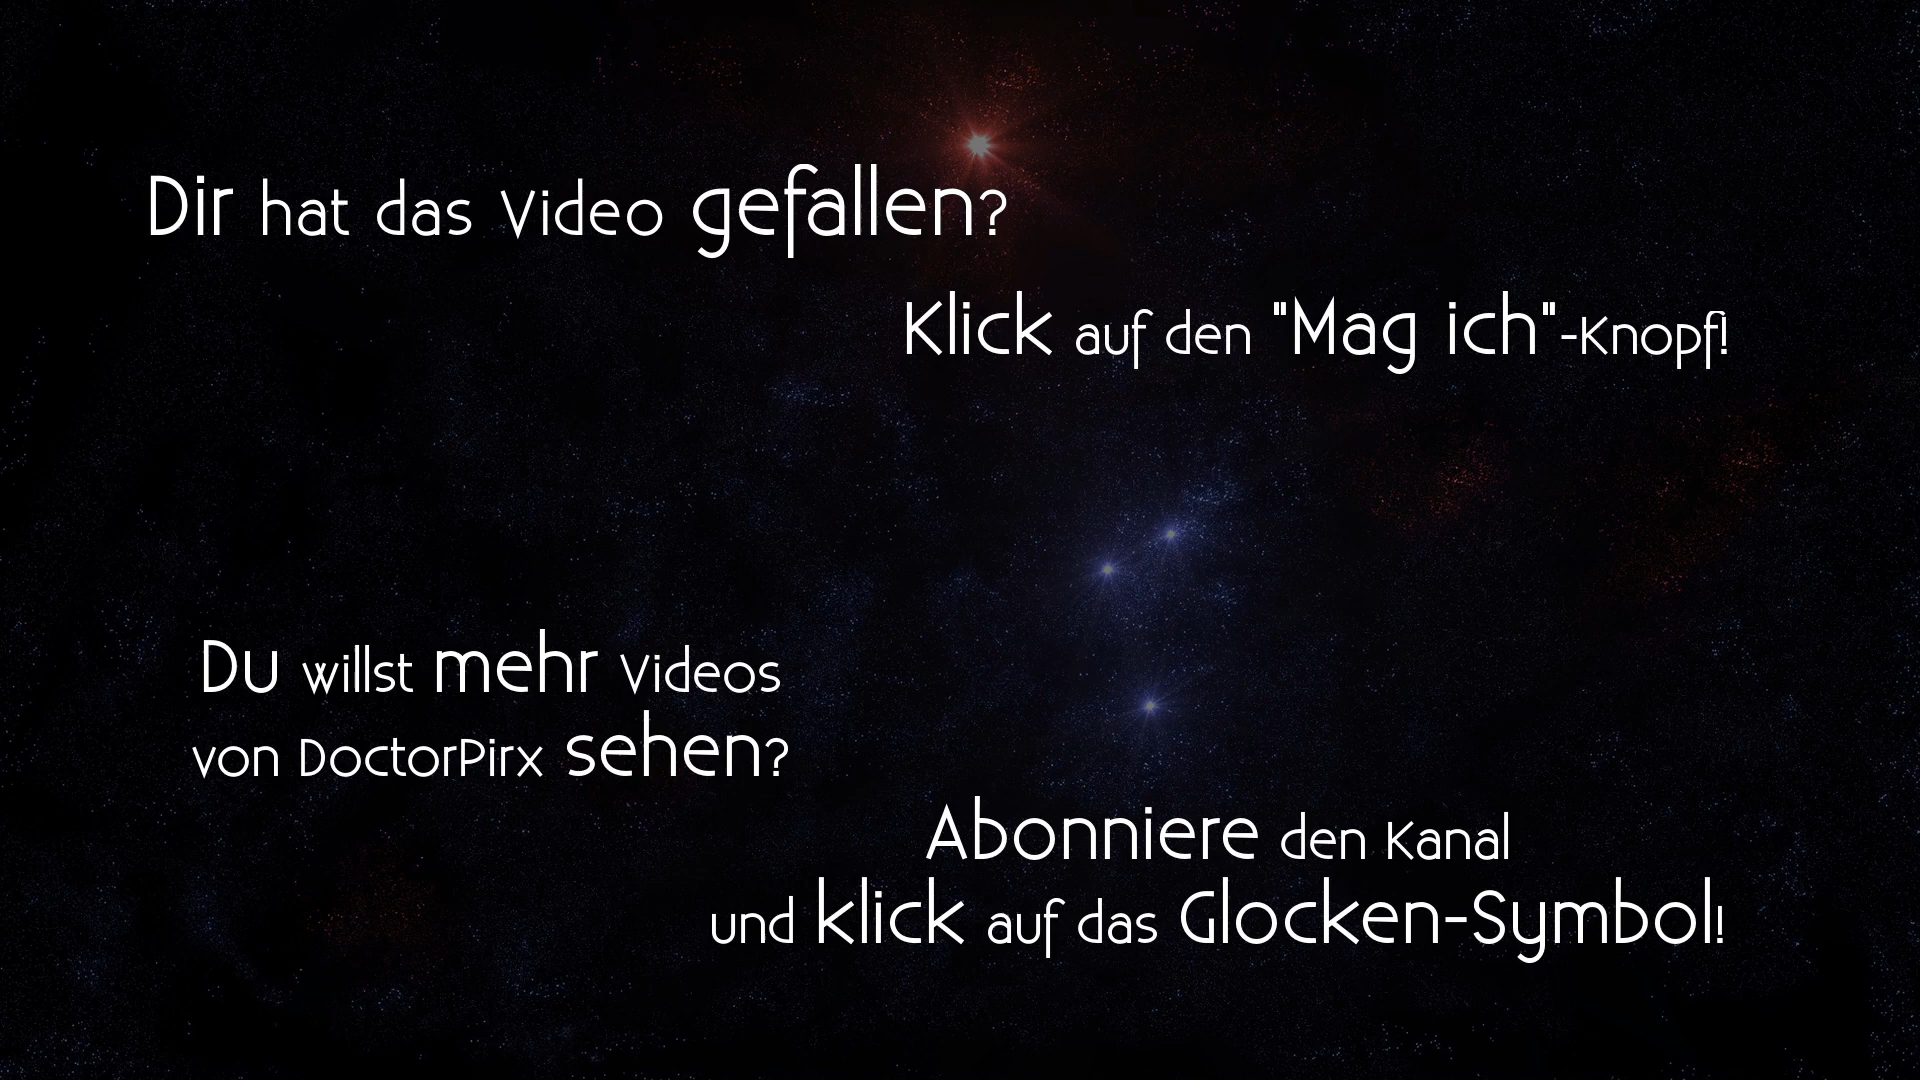 Dir hat das Video gefallen?
Klick auf den "Mag ich"-Knopf!
Du willst mehr Videos
von DoctorPirx sehen?
Abonniere den Kanal
und klick auf das Glocken-Symbol!